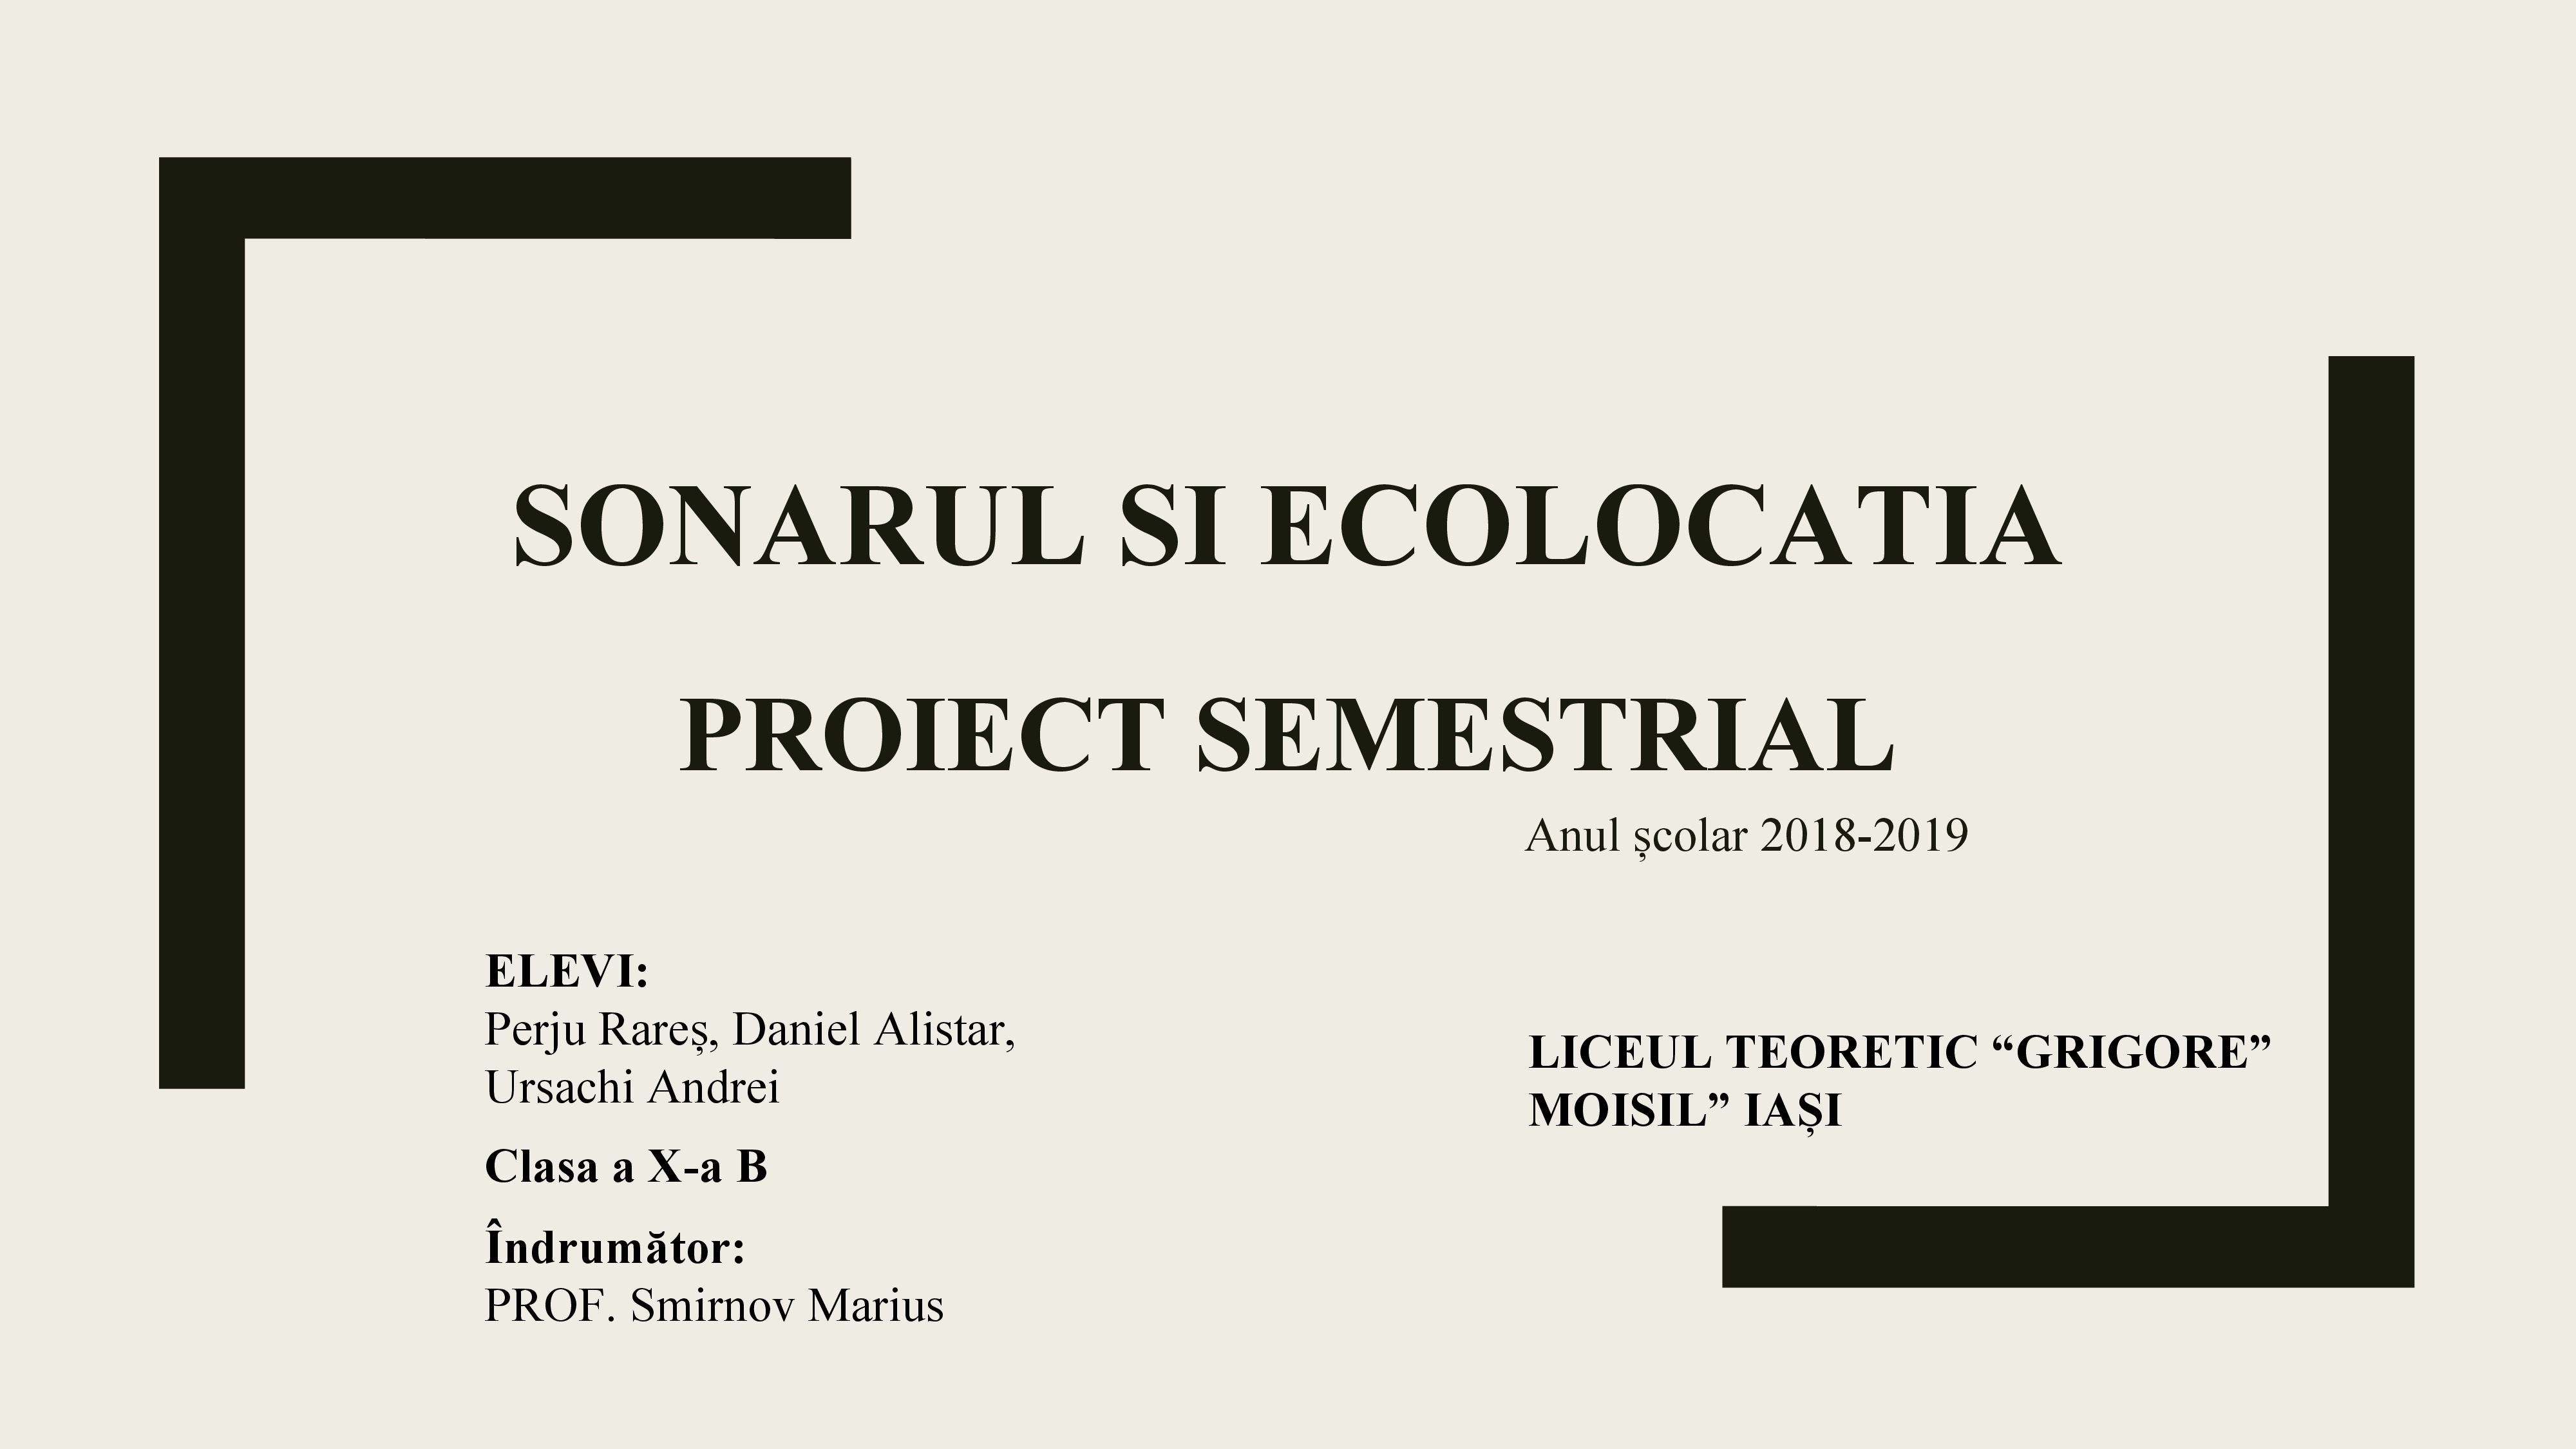 SONARUL SI ECOLOCATIA
PROIECT SEMESTRIAL
Anul școlar 2018-2019
ELEVI:
Perju Rareș, Daniel Alistar,
Ursachi Andrei
Clasa a X-a B
Îndrumător:
PROF. Smirnov Marius
LICEUL TEORETIC “GRIGORE”
MOISIL” IAȘI